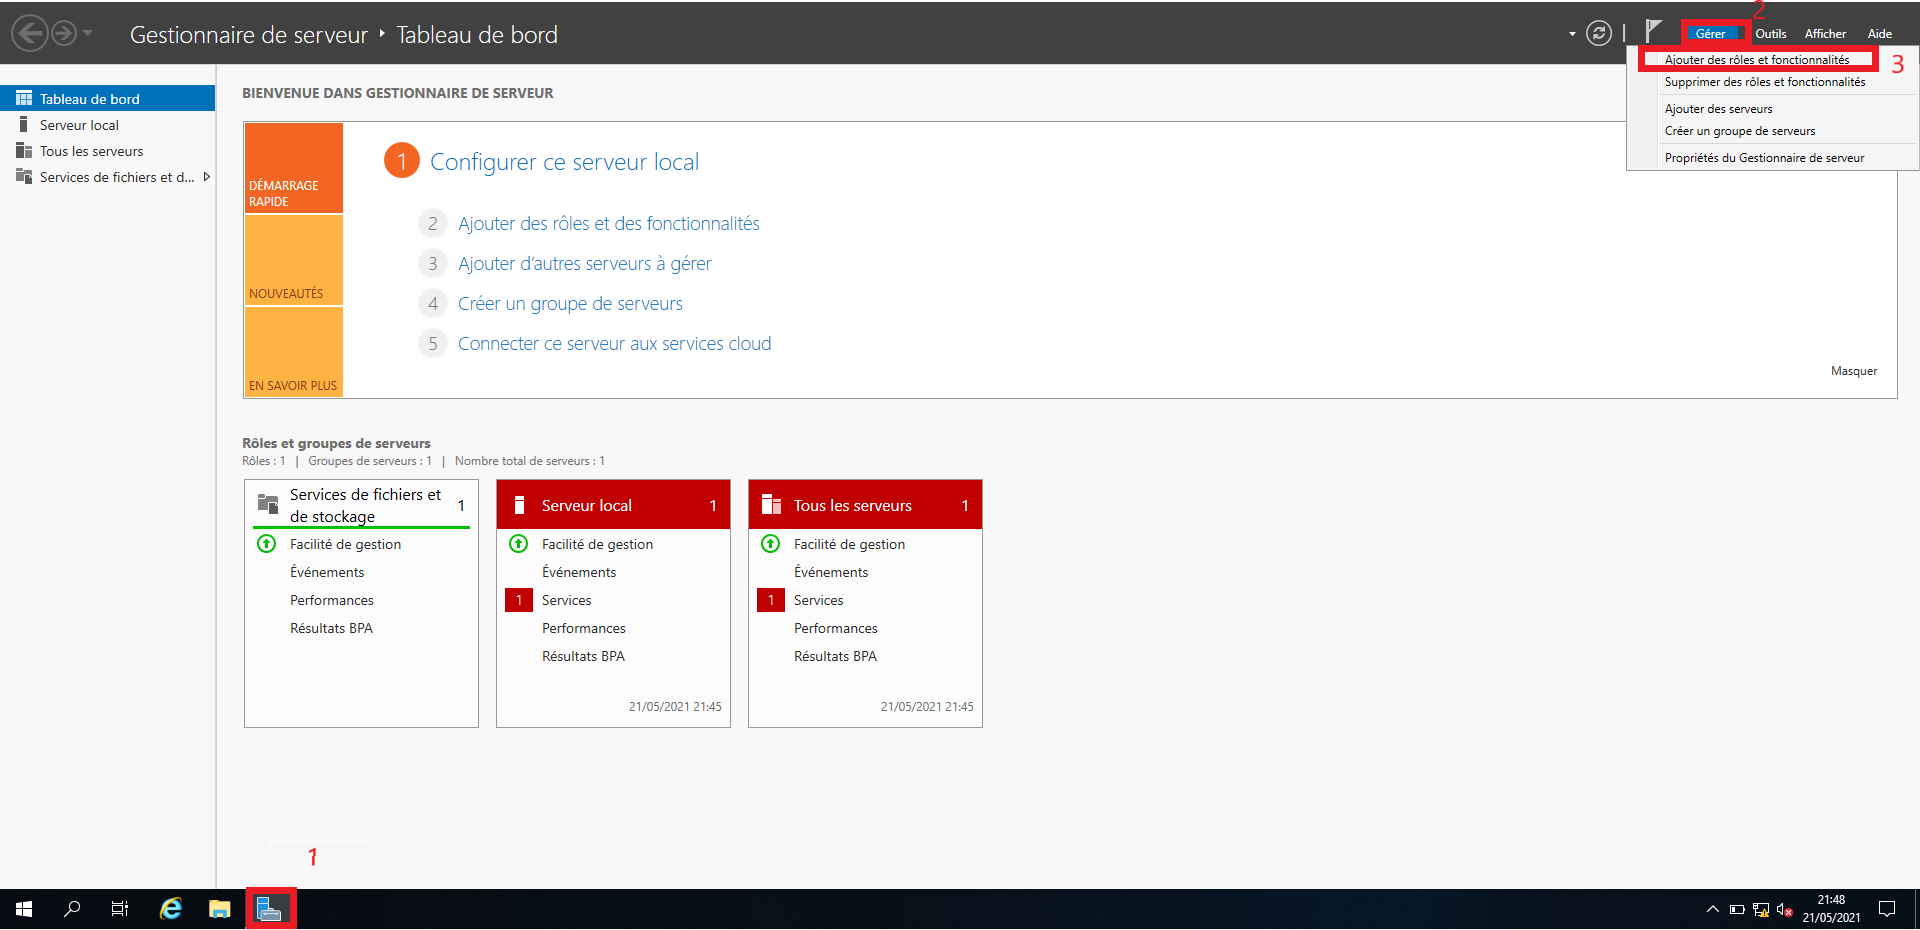 Gestionnaire de serveur ‣ Tableau de bord
2
Gérer Outils Afficher Aide
Ajouter des rôles et fonctionnalités
3
Supprimer des rôles et fonctionnalités
Ajouter des serveurs
Créer un groupe de serveurs
Propriétés du Gestionnaire de serveur
Tableau de bord
Serveur local
Tous les serveurs
Services de fichiers et d...
BIENVENUE DANS GESTIONNAIRE DE SERVEUR
DÉMARRAGE
RAPIDE
NOUVEAUTÉS
EN SAVOIR PLUS
1 Configurer ce serveur local
2 Ajouter des rôles et des fonctionnalités
3 Ajouter d’autres serveurs à gérer
4 Créer un groupe de serveurs
5 Connecter ce serveur aux services cloud
Masquer
Rôles et groupes de serveurs
Rôles : 1 | Groupes de serveurs : 1 | Nombre total de serveurs : 1
Services de fichiers et
de stockage
1
Facilité de gestion
Événements
Performances
Résultats BPA
Serveur local 1
Facilité de gestion
Événements
1 Services
Performances
Résultats BPA
21/05/2021 21:45
Tous les serveurs 1
Facilité de gestion
Événements
1 Services
Performances
Résultats BPA
21/05/2021 21:45
1
21:48
21/05/2021